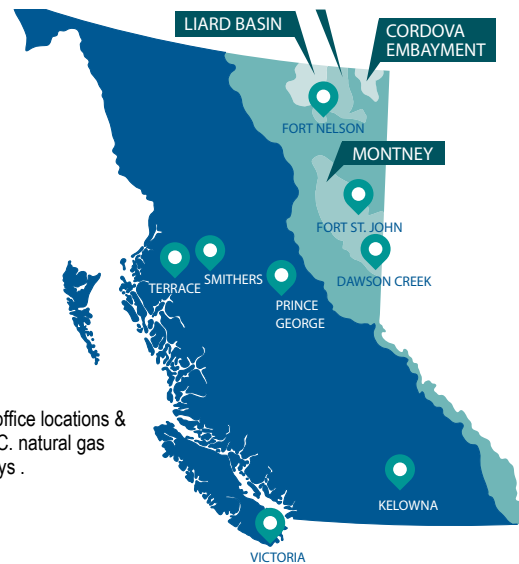 LIARD BASIN
CORDOVA
EMBAYMENT
FORT NELSON
MONTNEY
FORT ST. JOHN
DAWSON CREEK
TERRACE
SMITHERS
PRINCE
GEORGE
office locations &
C. natural gas
ys .
KELOWNA
VICTORIA